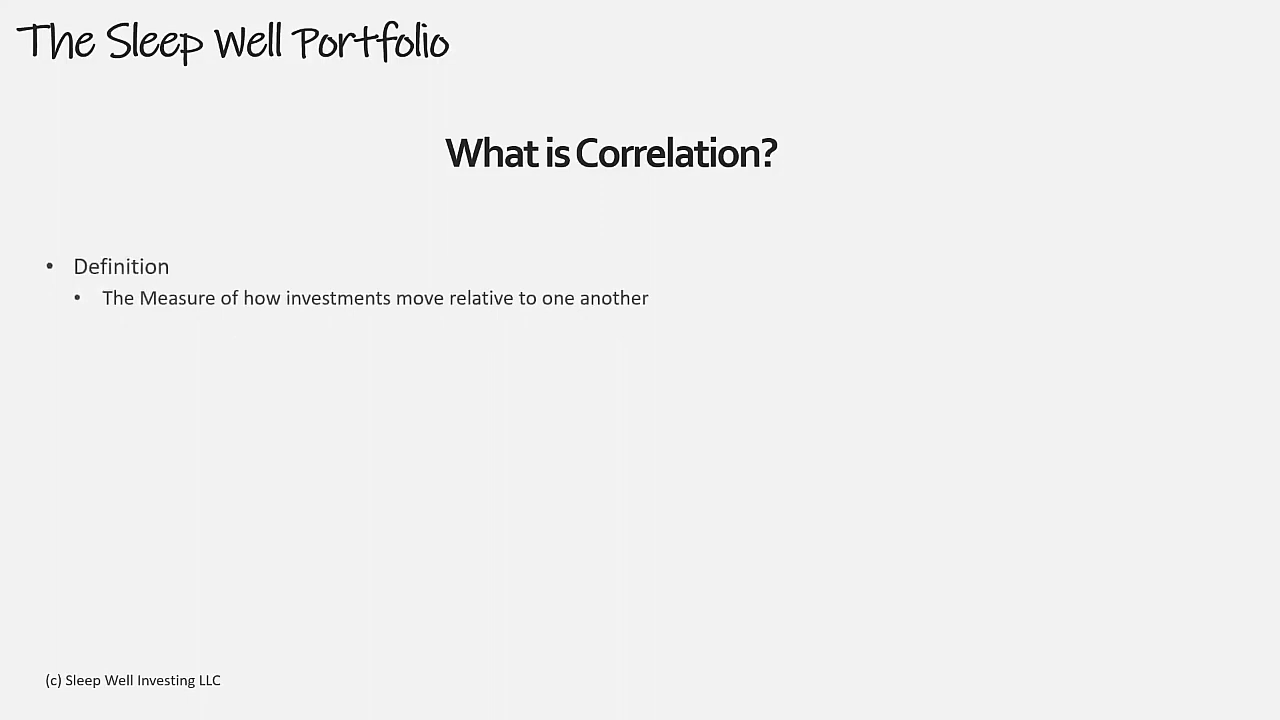 The Sleep Well Portfolio
What is Correlation?
• Definition
• The Measure of how investments move relative to one another
(c) Sleep Well Investing LLC